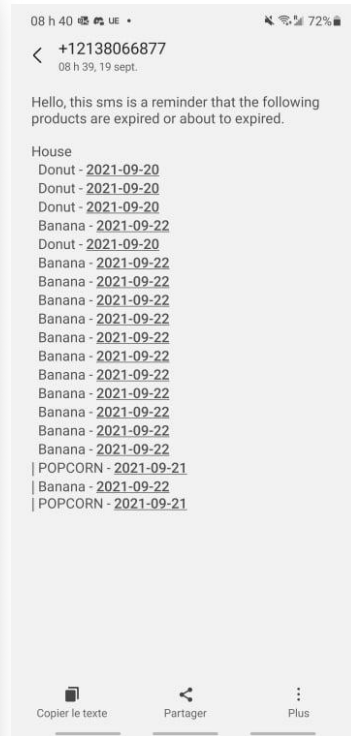 08 h 40 UE •
72%
+12138066877
08 h 39, 19 sept.
Hello, this sms is a reminder that the following
products are expired or about to expired.
House
Donut - 2021-09-20
Donut - 2021-09-20
Donut - 2021-09-20
Banana - 2021-09-22
Donut - 2021-09-20
Banana - 2021-09-22
Banana - 2021-09-22
Banana - 2021-09-22
Banana - 2021-09-22
Banana - 2021-09-22
Banana - 2021-09-22
Banana - 2021-09-22
Banana - 2021-09-22
Banana - 2021-09-22
Banana - 2021-09-22
Banana - 2021-09-22
| POPCORN - 2021-09-21
| Banana - 2021-09-22
| POPCORN - 2021-09-21
Copier le texte
Partager
Plus